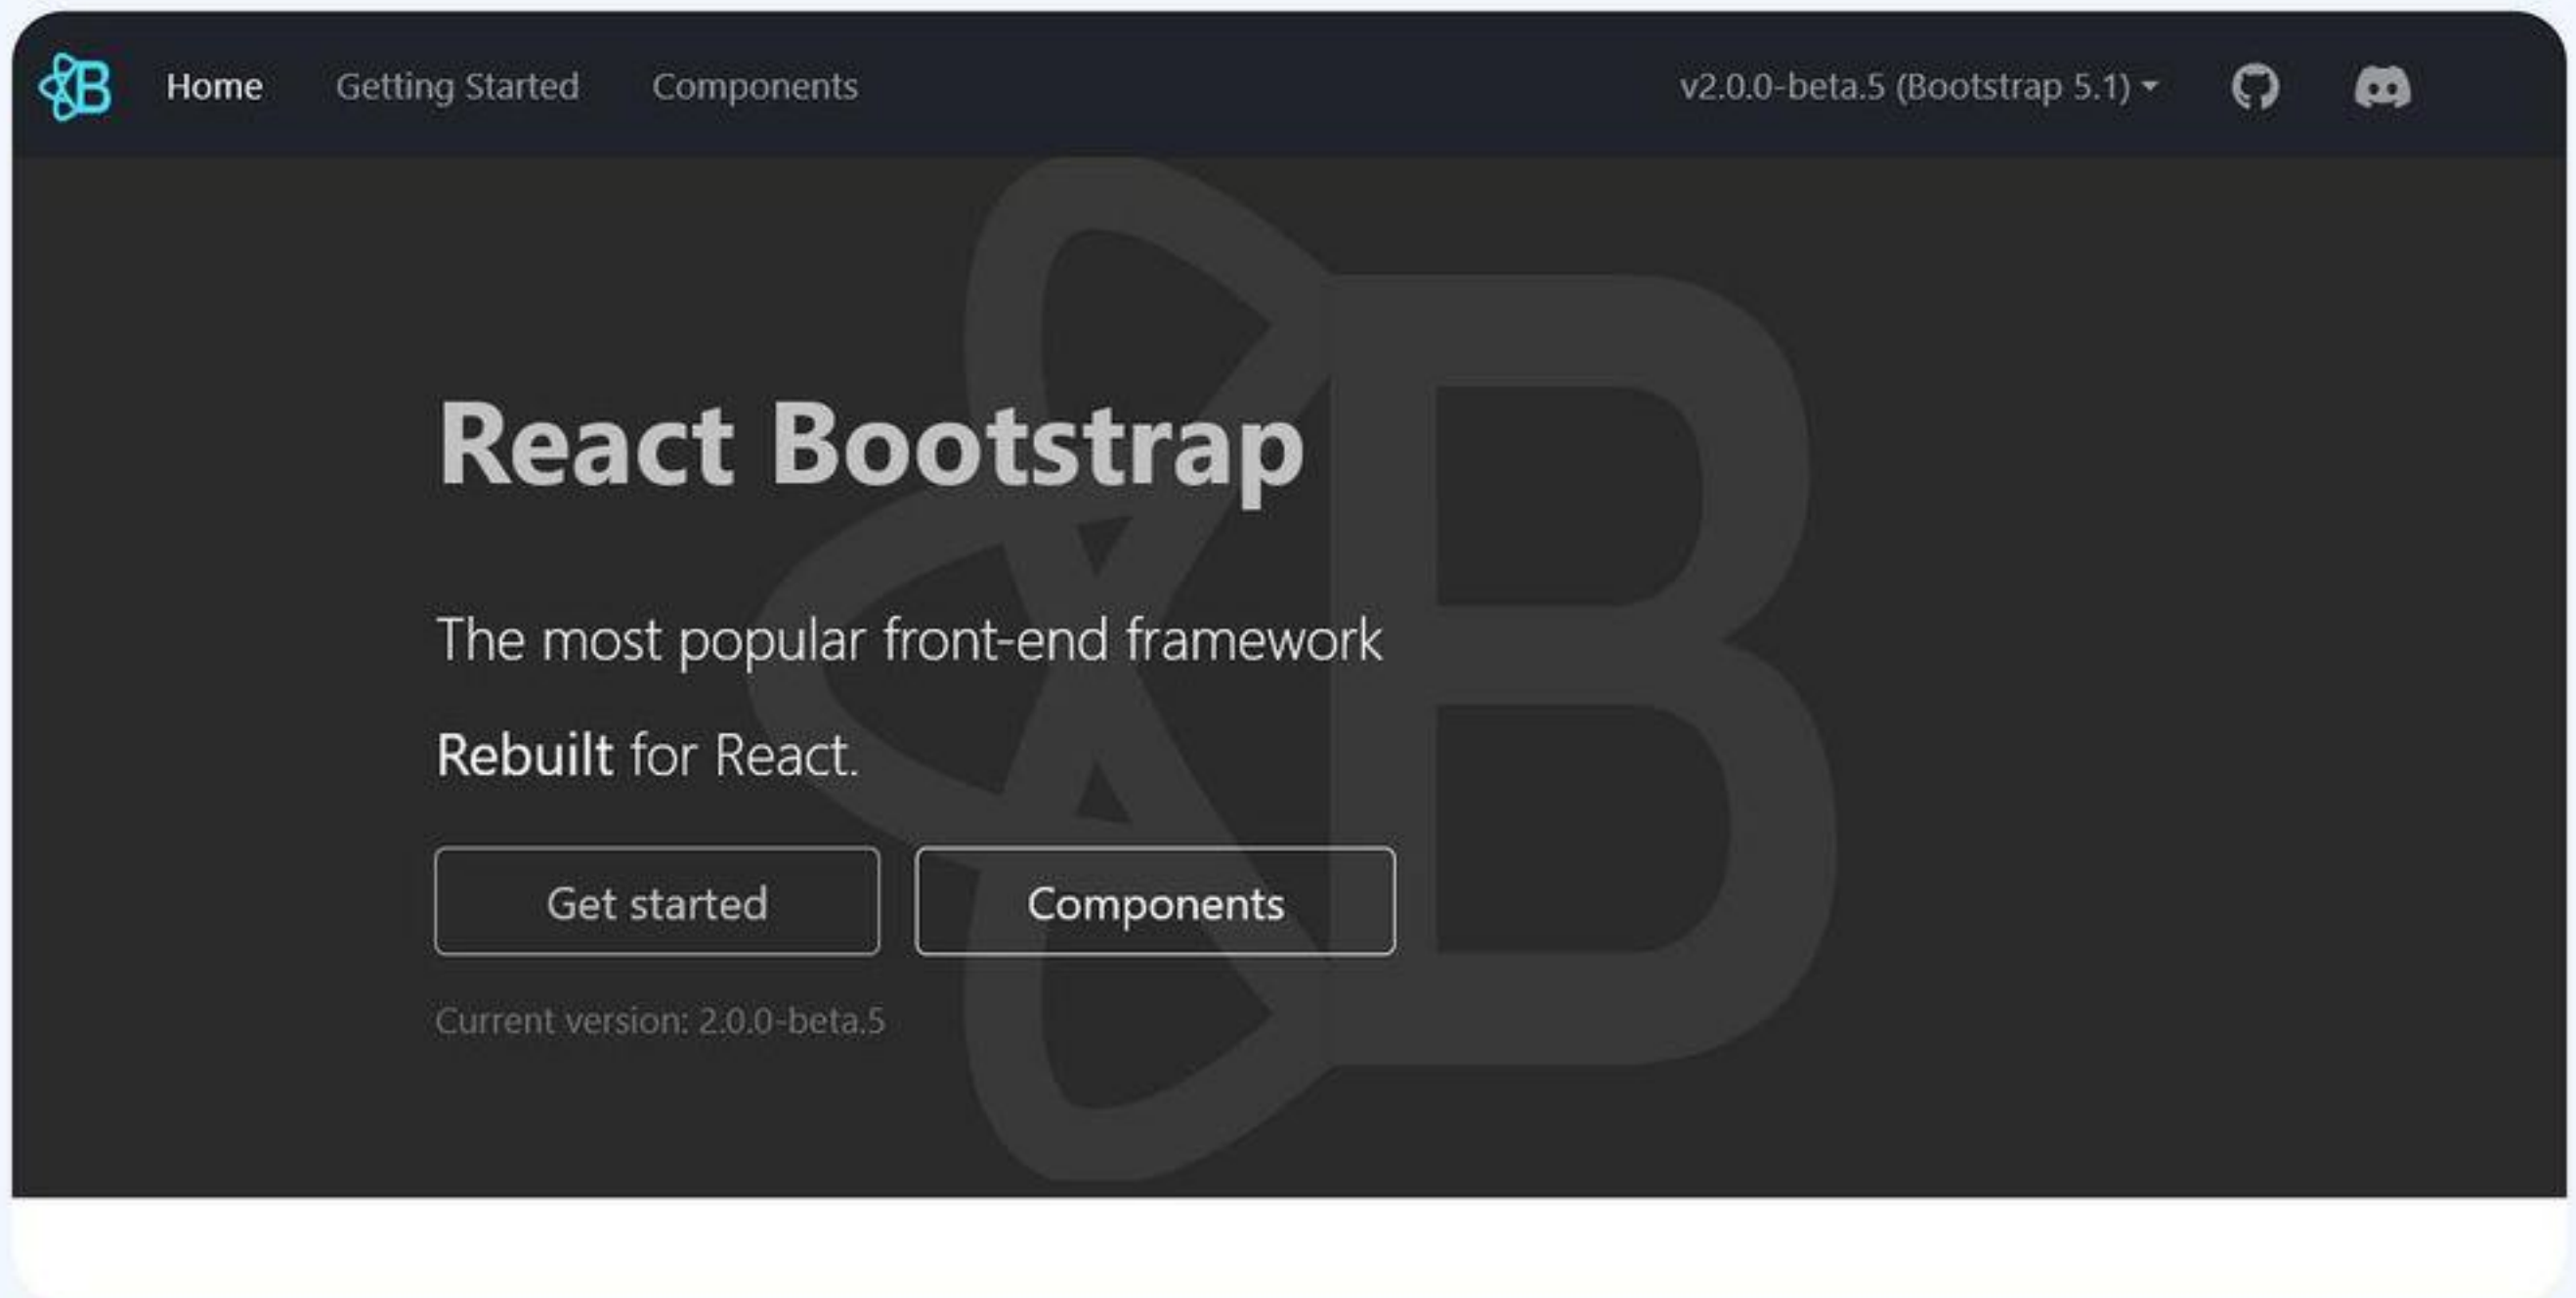 Home Getting Started Components v2.0.0-beta.5 (Bootstrap 5.1)
React Bootstrap
The most popular front-end framework
Rebuilt for React.
Get started Components
Current version: 2.0.0-beta.5